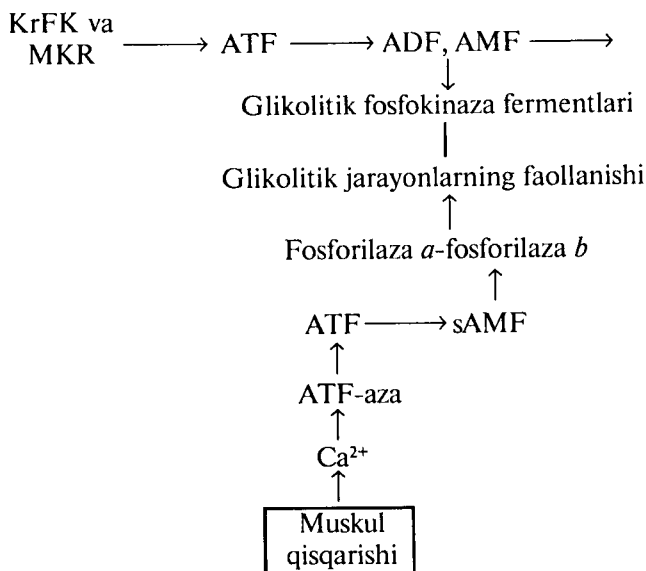 KrFK va
MKR → ATF → ADF, AMF →
↓
Glikolitik fosfokinaza fermentlari
|
Glikolitik jarayonlarning faollanishi
↑
Fosforilaza a-fosforilaza b
↑
ATF → sAMF
↑
ATF-aza
↑
Ca²⁺
↑
Muskul
qisqarishi